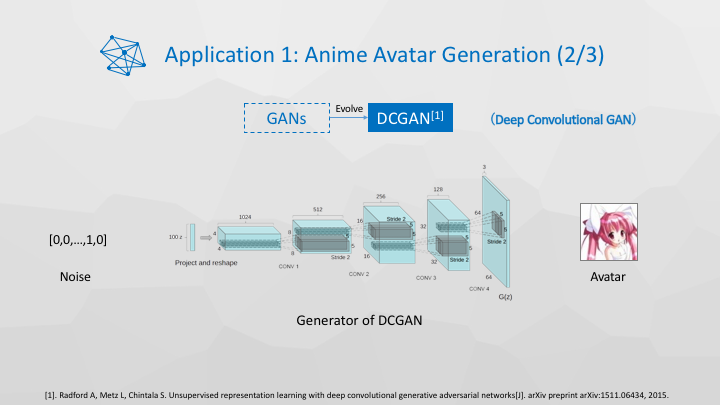 Application 1: Anime Avatar Generation (2/3)
GANs
Evolve
DCGAN[1]
(Deep Convolutional GAN)
[0,0,...,1,0]
Noise
100 z
Project and reshape
1024
4
4
512
8
8
5
5
Stride 2
CONV 1
256
16
16
Stride 2
5
5
CONV 2
128
32
32
5
5
Stride 2
CONV 3
3
64
64
5
5
Stride 2
CONV 4
G(z)
Avatar
Generator of DCGAN
[1]. Radford A, Metz L, Chintala S. Unsupervised representation learning with deep convolutional generative adversarial networks[J]. arXiv preprint arXiv:1511.06434, 2015.